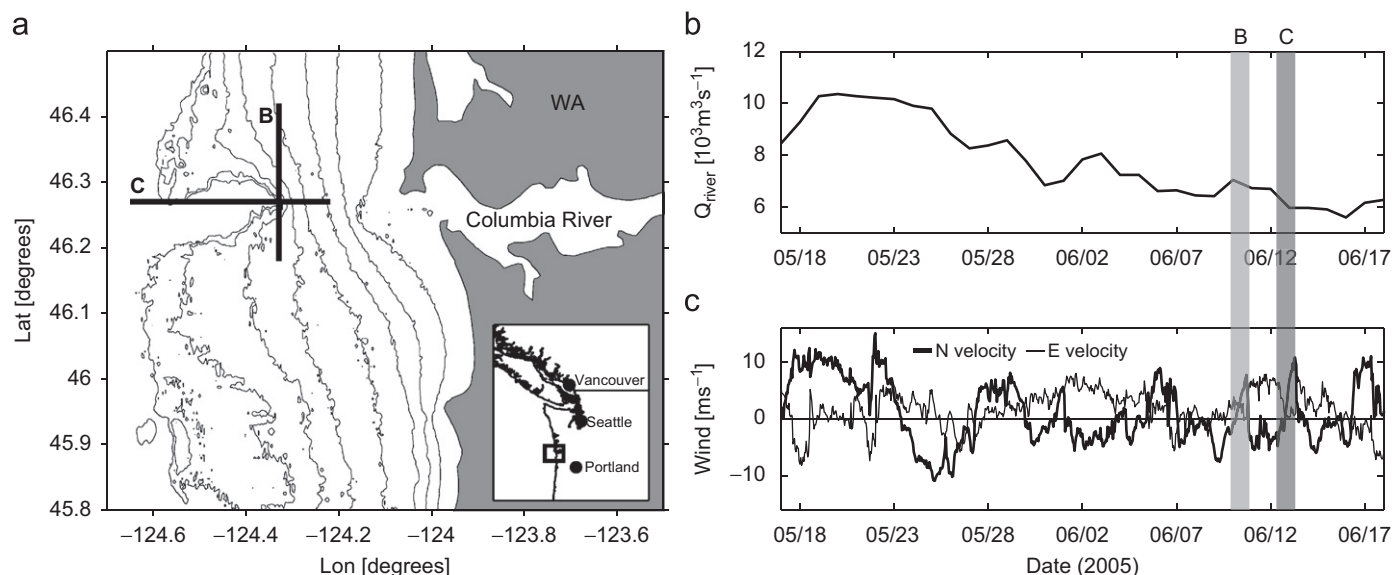 a
46.4
46.3
46.2
46.1
46
45.9
45.8
Lat [degrees]
−124.6
−124.4
−124.2
−124
−123.8
−123.6
Lon [degrees]
B
C
WA
Columbia River
Vancouver
Seattle
Portland
b
B
C
12
10
8
6
Qriver [10³m³s⁻¹]
05/18
05/23
05/28
06/02
06/07
06/12
06/17
c
N velocity
E velocity
10
0
−10
Wind [ms⁻¹]
05/18
05/23
05/28
06/02
06/07
06/12
06/17
Date (2005)